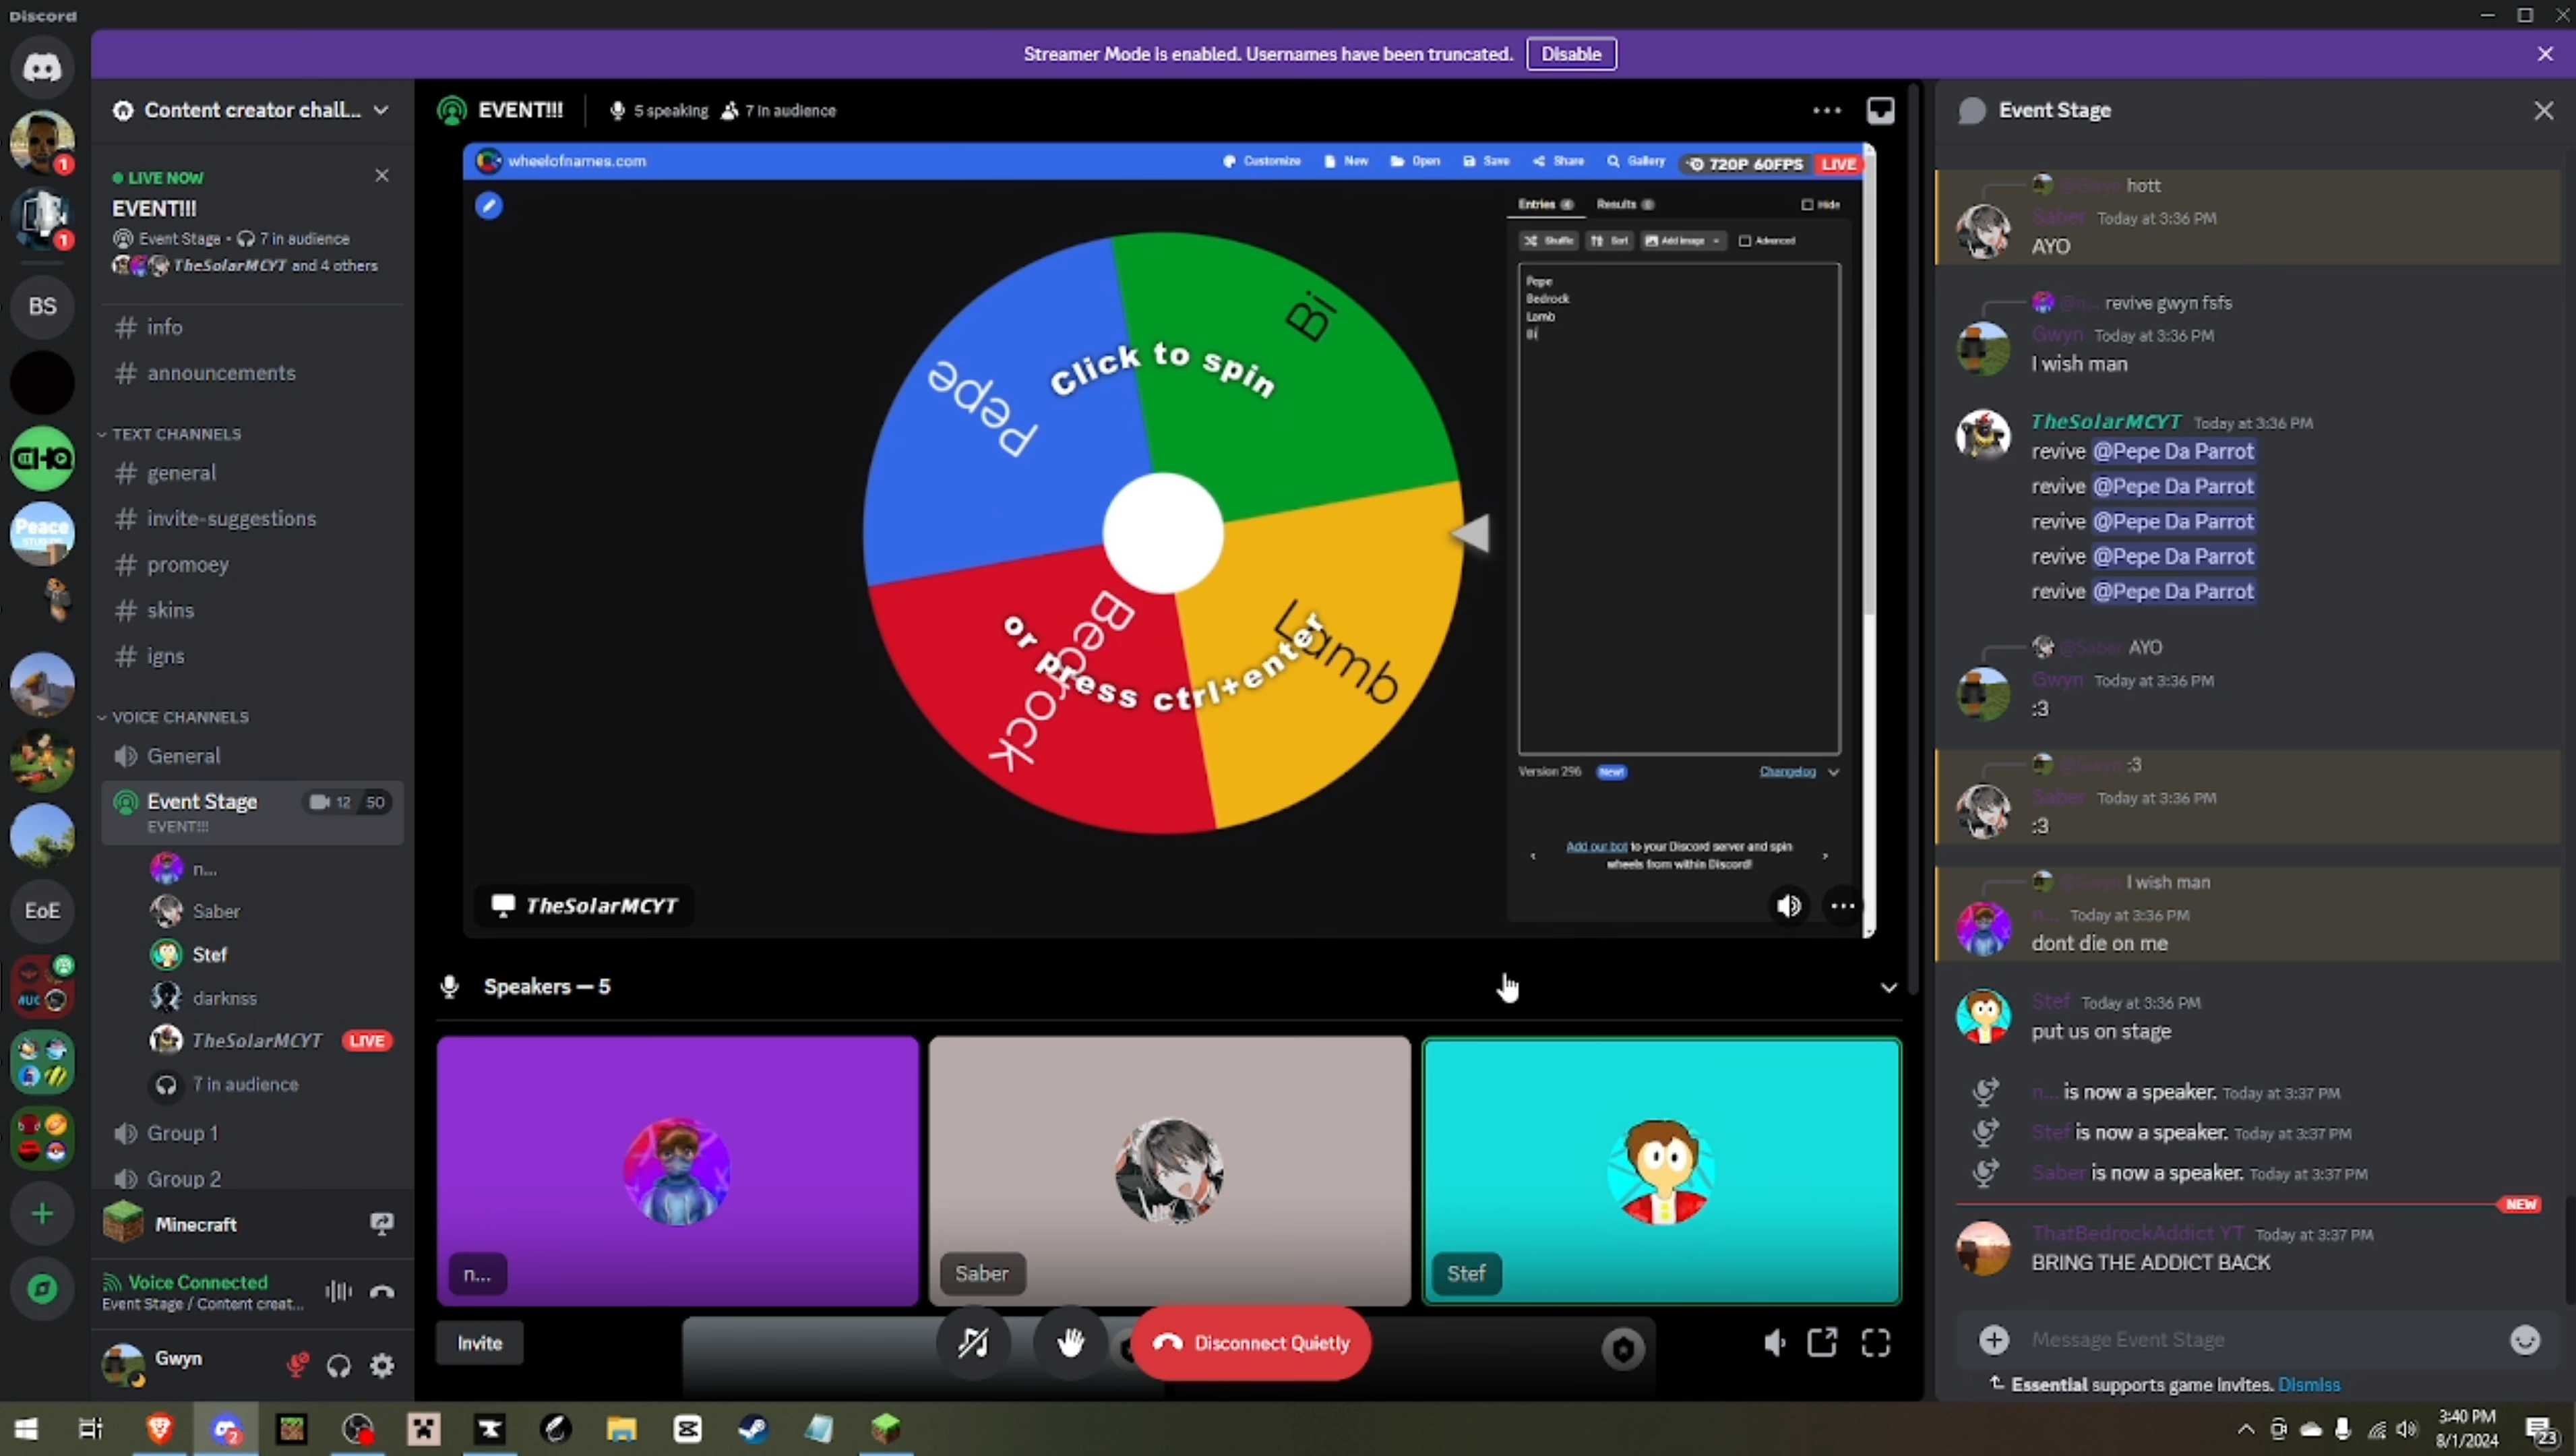 Discord
Streamer Mode is enabled. Usernames have been truncated. Disable
Content creator chall...
LIVE NOW
EVENT!!!
Event Stage • 7 in audience
TheSolarMCYT and 4 others
info
announcements
TEXT CHANNELS
general
invite-suggestions
promoey
skins
igns
VOICE CHANNELS
General
Event Stage 12 50
EVENT!!!
n...
Saber
Stef
darknss
TheSolarMCYT LIVE
7 in audience
Group 1
Group 2
Minecraft
Voice Connected
Event Stage / Content creat...
Gwyn
1
1
BS
CHQ
Peace
STUDIOS
EoE
AUC
EVENT!!! 5 speaking 7 in audience
wheelofnames.com Customize New Open Save Share Gallery 720P 60FPS LIVE
Entries 4 Results Hide
Shuffle Sort Add image Advanced
Pepe
Bedrock
Lamb
Bi
Click to spin
or press ctrl+enter
Pepe
Bi
Lamb
Bedrock
Version 296 New! Changelog
Add our bot to your Discord server and spin
wheels from within Discord!
TheSolarMCYT
Speakers — 5
n...
Saber
Stef
Invite
Disconnect Quietly
Event Stage
@Gwyn hott
Saber Today at 3:36 PM
AYO
@n... revive gwyn fsfs
Gwyn Today at 3:36 PM
I wish man
TheSolarMCYT Today at 3:36 PM
revive @Pepe Da Parrot
revive @Pepe Da Parrot
revive @Pepe Da Parrot
revive @Pepe Da Parrot
revive @Pepe Da Parrot
@Saber AYO
Gwyn Today at 3:36 PM
:3
@Gwyn :3
Saber Today at 3:36 PM
:3
@Gwyn I wish man
n... Today at 3:36 PM
dont die on me
Stef Today at 3:36 PM
put us on stage
n... is now a speaker. Today at 3:37 PM
Stef is now a speaker. Today at 3:37 PM
Saber is now a speaker. Today at 3:37 PM
NEW
ThatBedrockAddict YT Today at 3:37 PM
BRING THE ADDICT BACK
Message Event Stage
Essential supports game invites. Dismiss
2
3:40 PM
8/1/2024
23